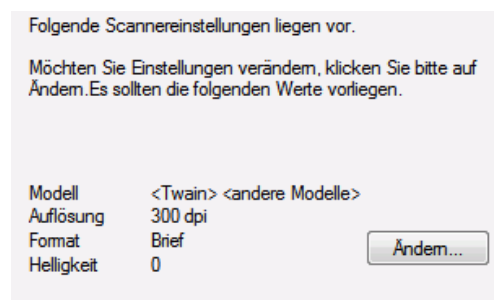 Folgende Scannereinstellungen liegen vor.
Möchten Sie Einstellungen verändern, klicken Sie bitte auf
Ändern.Es sollten die folgenden Werte vorliegen.
Modell <Twain> <andere Modelle>
Auflösung 300 dpi
Format Brief
Helligkeit 0
Ändern...